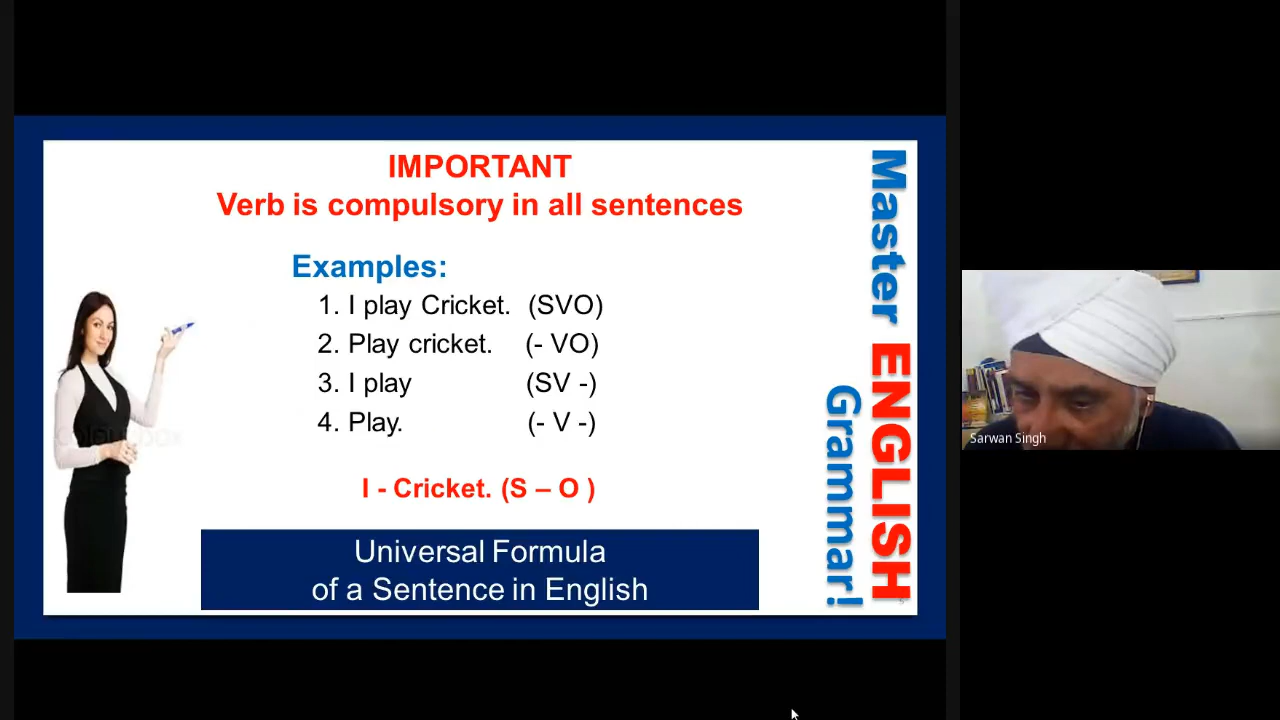 IMPORTANT
Verb is compulsory in all sentences
Examples:
1. I play Cricket. (SVO)
2. Play cricket. (- VO)
3. I play (SV -)
4. Play. (- V -)
I - Cricket. (S – O )
Universal Formula
of a Sentence in English
Master ENGLISH
Grammar!
Sarwan Singh